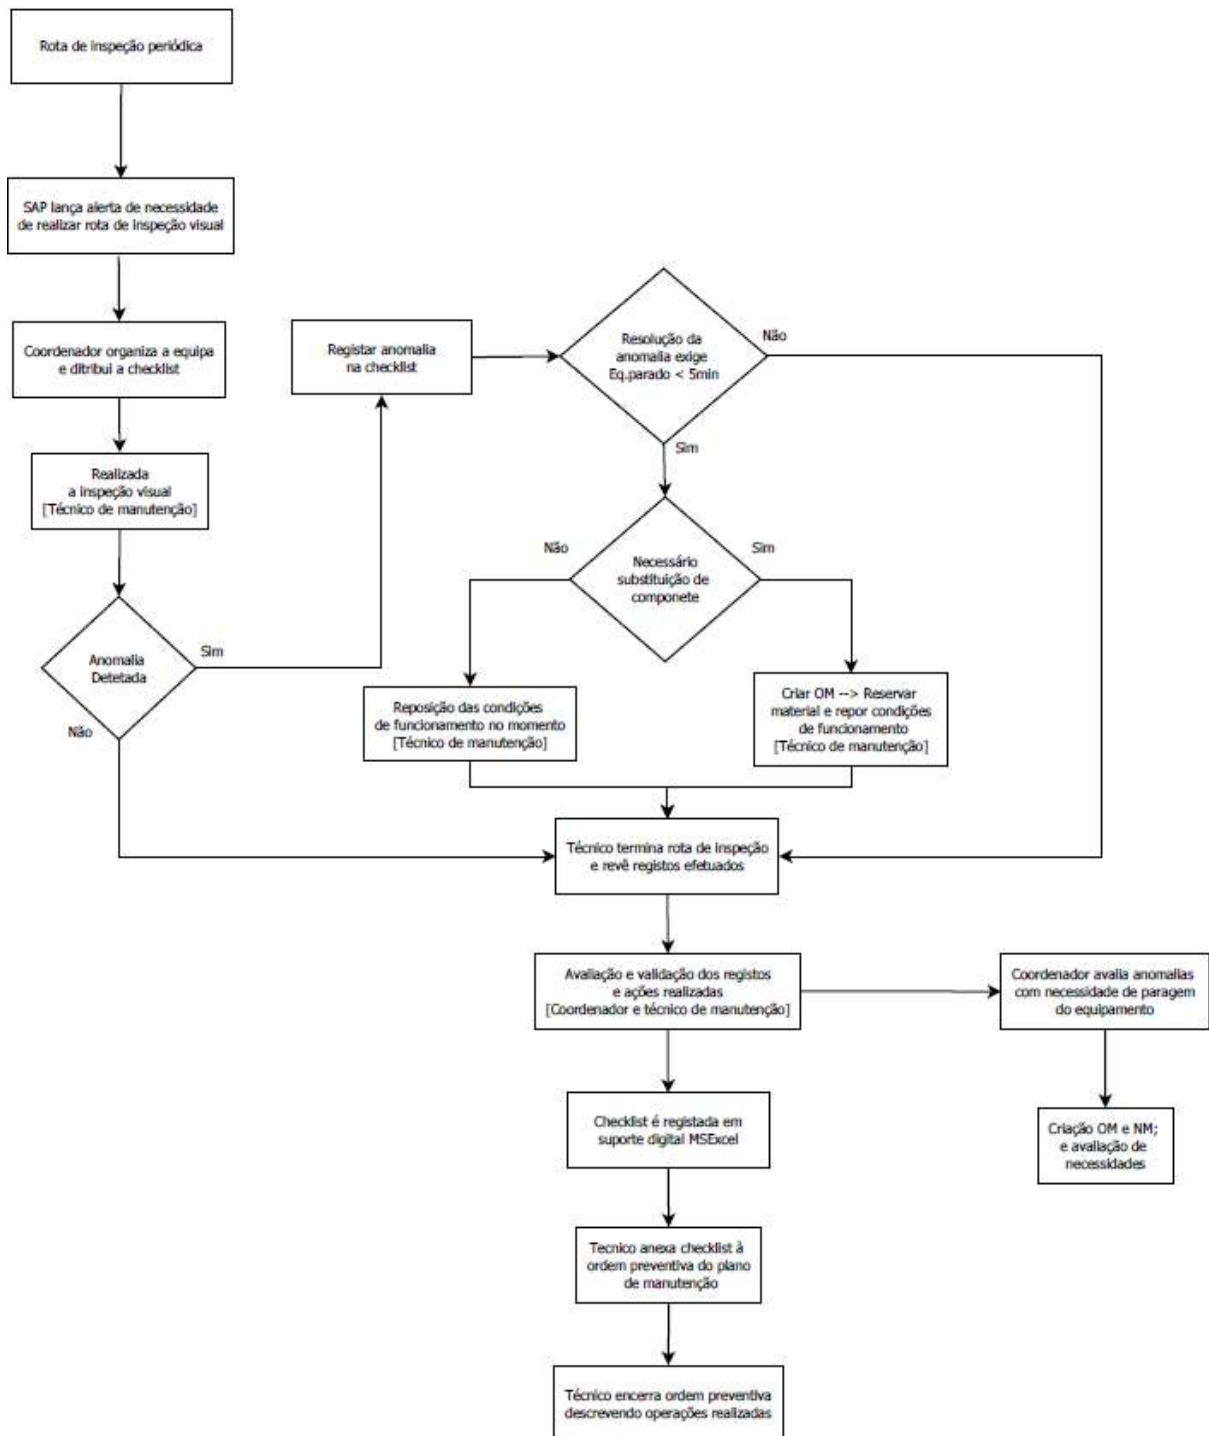 Rota de inspeção periódica
SAP lança alerta de necessidade
de realizar rota de inspeção visual
Coordenador organiza a equipa
e ditribui a checklist
Realizada
a inspeção visual
[Técnico de manutenção]
Anomalia
Detetada
Sim
Não
Registar anomalia
na checklist
Resolução da
anomalia exige
Eq.parado < 5min
Não
Sim
Necessário
substituição de
componete
Não
Sim
Reposição das condições
de funcionamento no momento
[Técnico de manutenção]
Criar OM --> Reservar
material e repor condições
de funcionamento
[Técnico de manutenção]
Técnico termina rota de inspeção
e revê registos efetuados
Avaliação e validação dos registos
e ações realizadas
[Coordenador e técnico de manutenção]
Coordenador avalia anomalias
com necessidade de paragem
do equipamento
Criação OM e NM;
e avaliação de
necessidades
Checklist é registada em
suporte digital MSExcel
Tecnico anexa checklist à
ordem preventiva do plano
de manutenção
Técnico encerra ordem preventiva
descrevendo operações realizadas